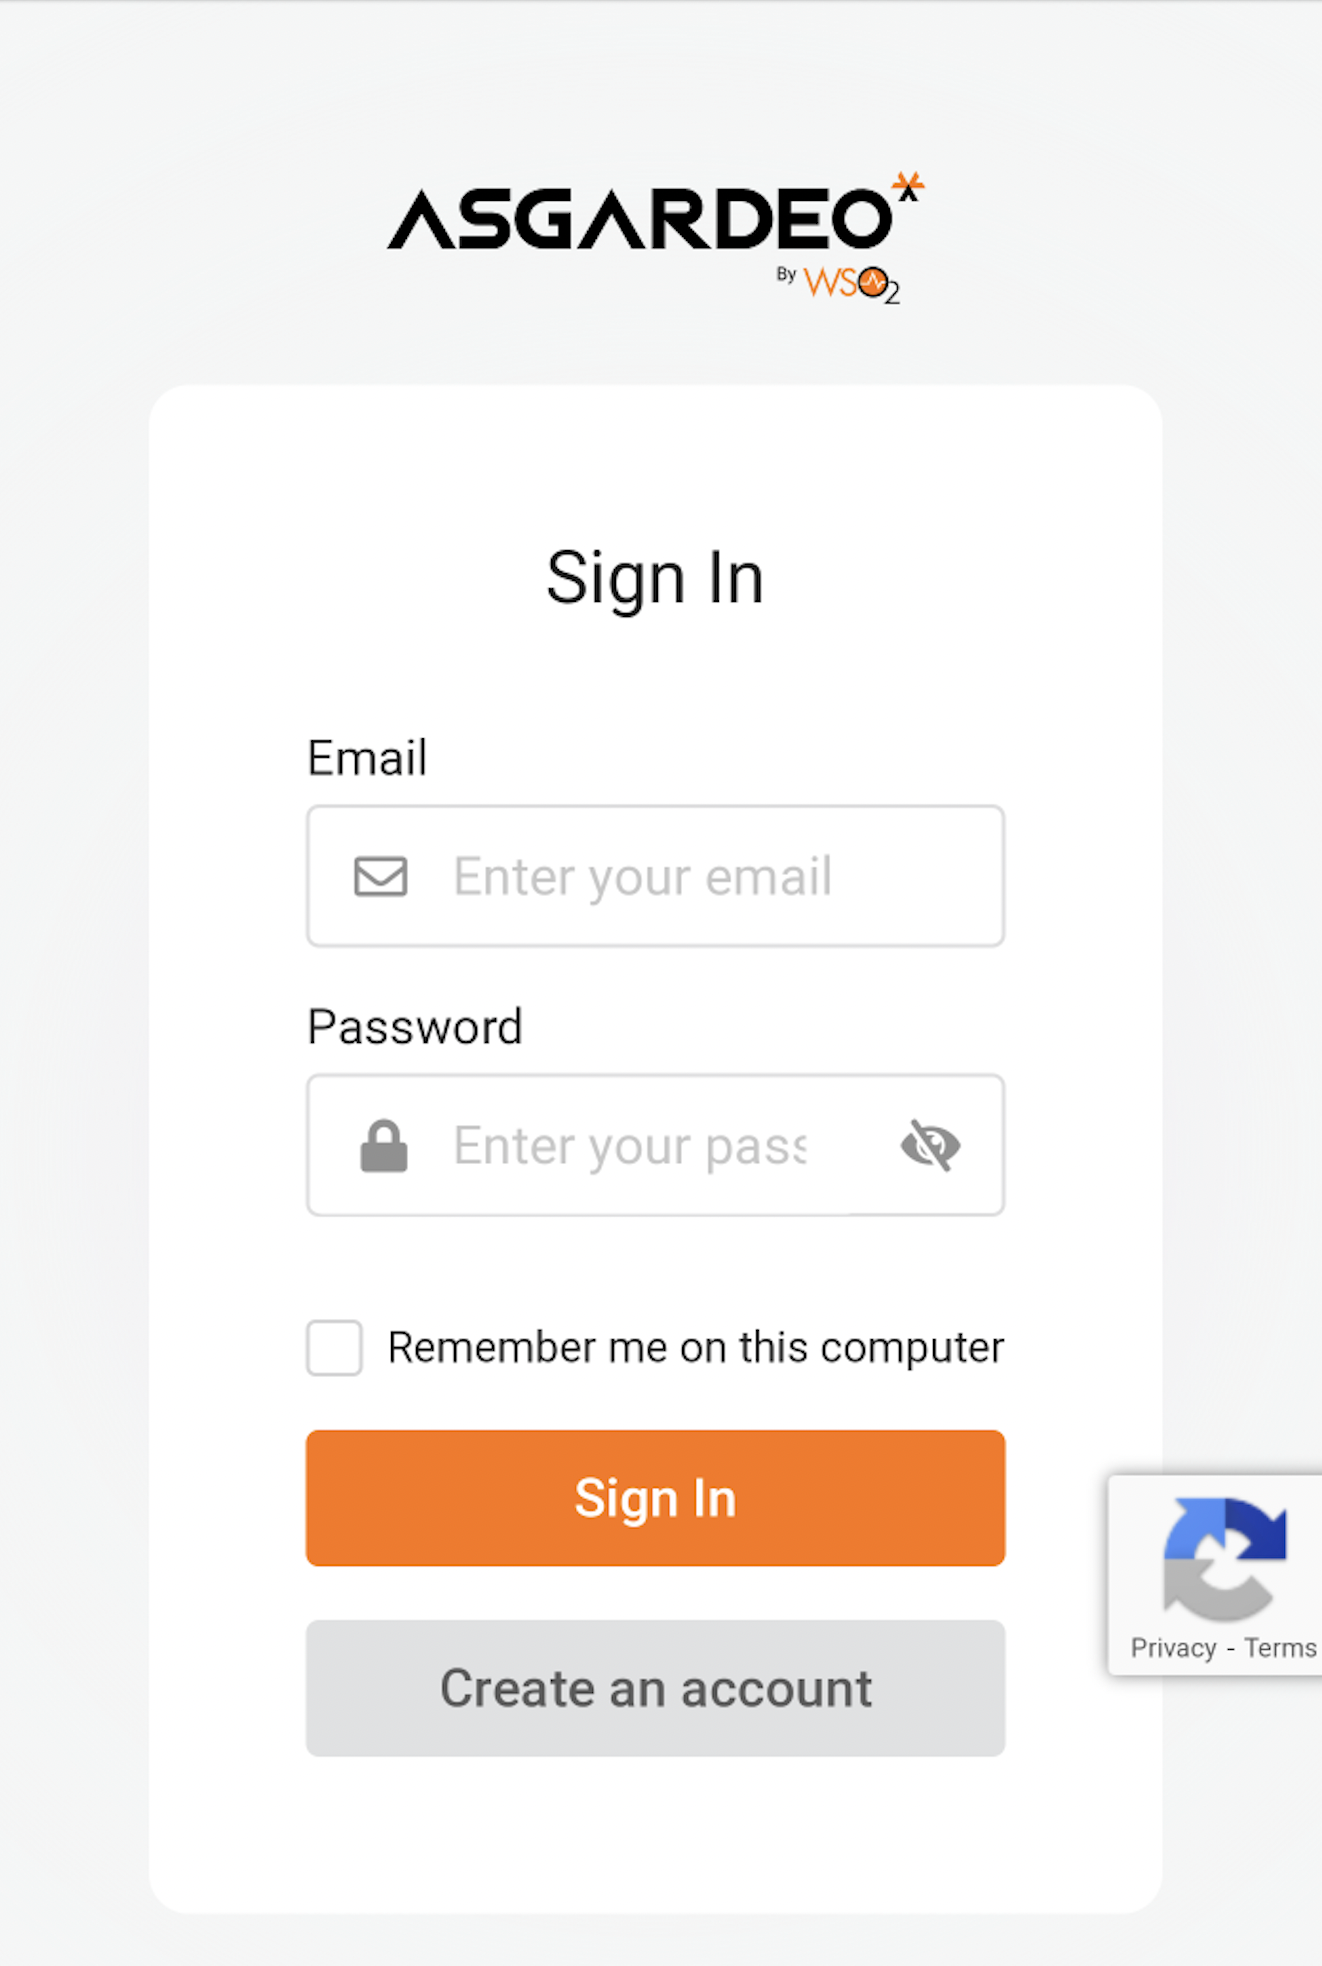 ASGARDEO
By WSO2
Sign In
Email
Enter your email
Password
Enter your pass
Remember me on this computer
Sign In
Create an account
Privacy - Terms